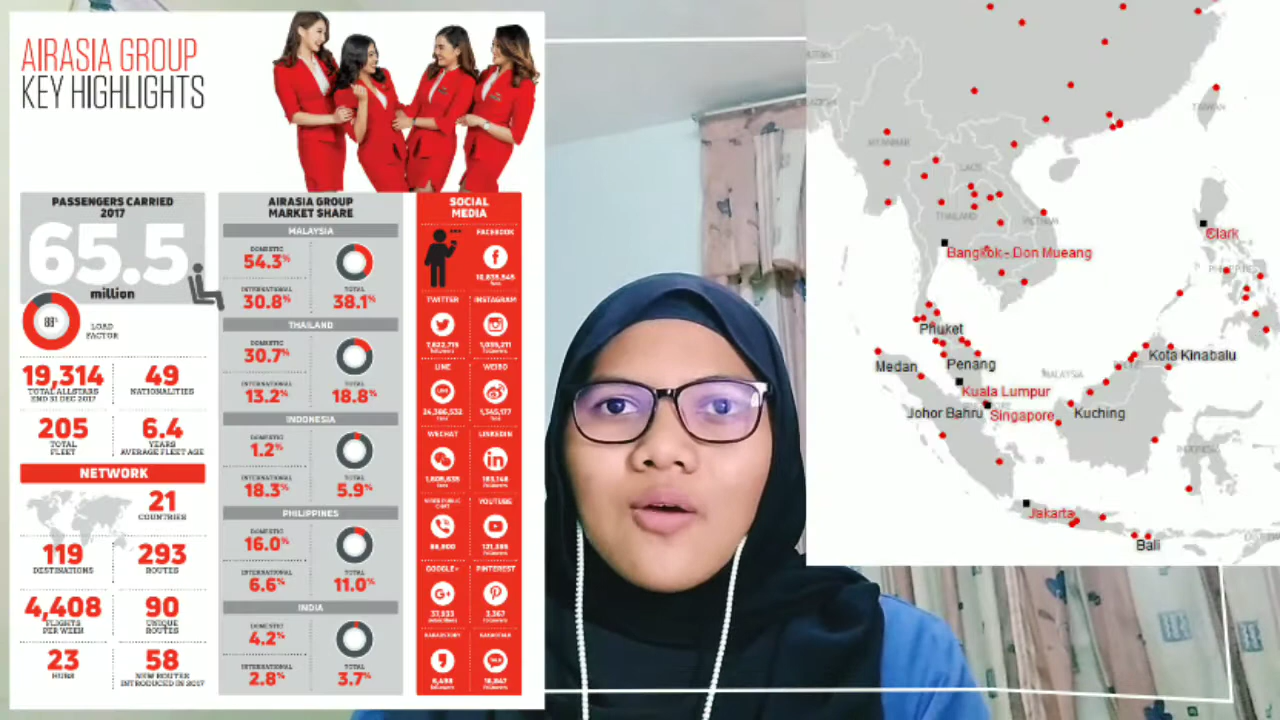 AIRASIA GROUP
KEY HIGHLIGHTS
PASSENGERS CARRIED
2017
65.5
million
88%
LOAD
FACTOR
19,314
TOTAL ALLSTARS
END 31 DEC 2017
49
NATIONALITIES
205
TOTAL
FLEET
6.4
YEARS
AVERAGE FLEET AGE
NETWORK
21
COUNTRIES
119
DESTINATIONS
293
ROUTES
4,408
FLIGHTS
PER WEEK
90
UNIQUE
ROUTES
23
HUBS
58
NEW ROUTES
INTRODUCED IN 2017
AIRASIA GROUP
MARKET SHARE
MALAYSIA
DOMESTIC
54.3%
INTERNATIONAL
30.8%
TOTAL
38.1%
THAILAND
DOMESTIC
30.7%
INTERNATIONAL
13.2%
TOTAL
18.8%
INDONESIA
DOMESTIC
1.2%
INTERNATIONAL
18.3%
TOTAL
5.9%
PHILIPPINES
DOMESTIC
16.0%
INTERNATIONAL
6.6%
TOTAL
11.0%
INDIA
DOMESTIC
4.2%
INTERNATIONAL
2.8%
TOTAL
3.7%
SOCIAL
MEDIA
FACEBOOK
TWITTER
INSTAGRAM
LINE
WEIBO
WECHAT
LINKEDIN
YOUTUBE
GOOGLE+
PINTEREST
TAIWAN
MYANMAR
LAOS
THAILAND
VIETNAM
Clark
Bangkok - Don Mueang
Phuket
Kota Kinabalu
Medan
Penang
MALAYSIA
Kuala Lumpur
Johor Bahru
Singapore
Kuching
INDONESIA
Jakarta
Bali